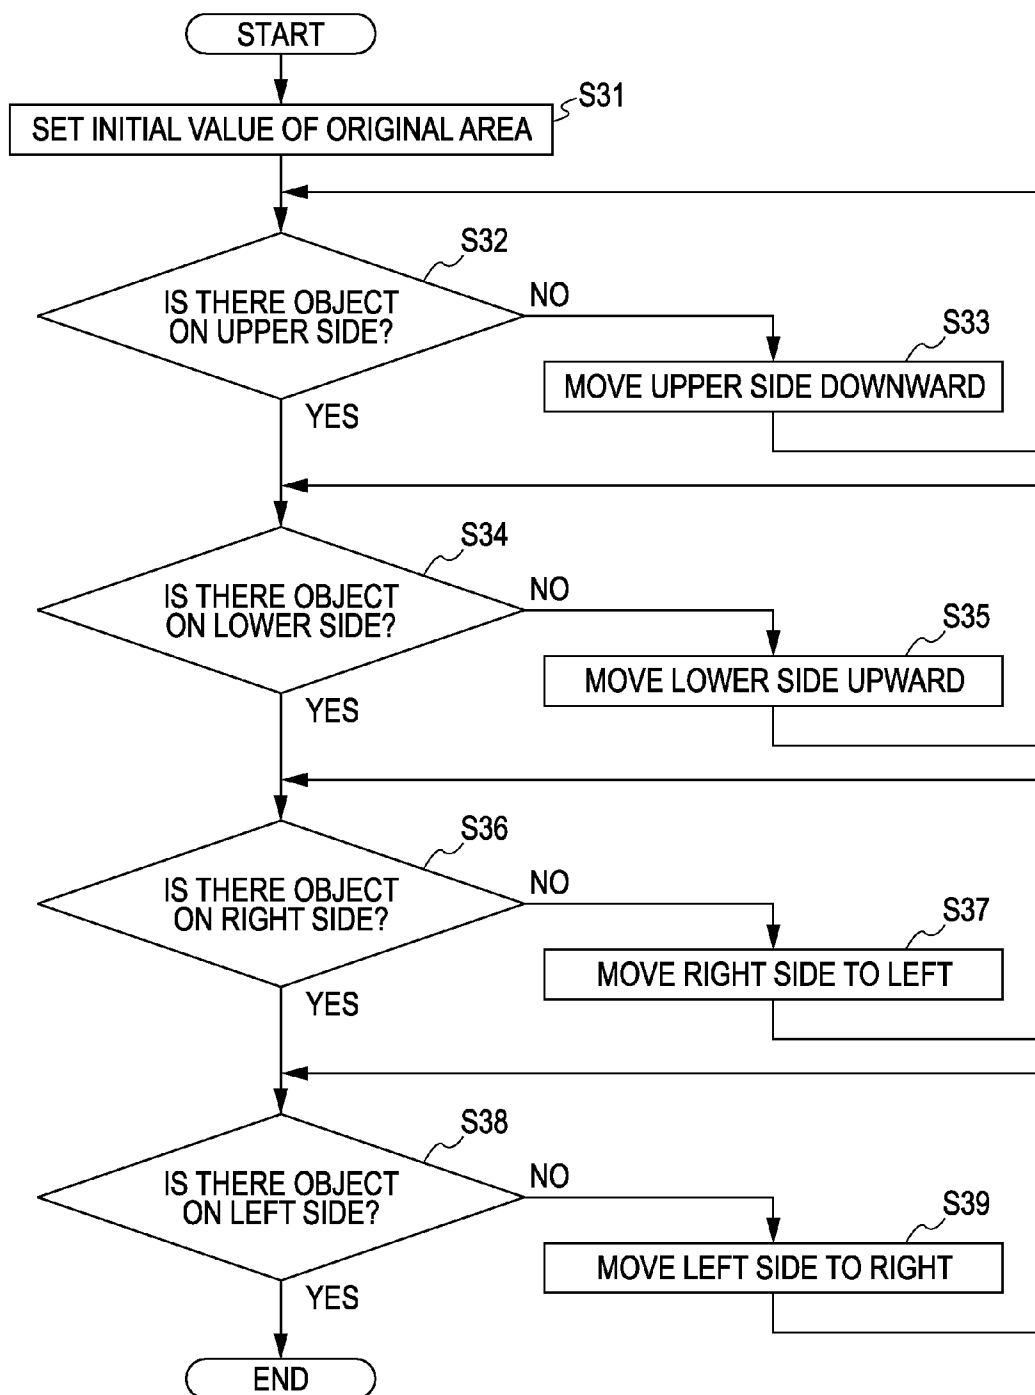 START
S31
SET INITIAL VALUE OF ORIGINAL AREA
S32
IS THERE OBJECT
ON UPPER SIDE?
NO
S33
MOVE UPPER SIDE DOWNWARD
YES
S34
IS THERE OBJECT
ON LOWER SIDE?
NO
S35
MOVE LOWER SIDE UPWARD
YES
S36
IS THERE OBJECT
ON RIGHT SIDE?
NO
S37
MOVE RIGHT SIDE TO LEFT
YES
S38
IS THERE OBJECT
ON LEFT SIDE?
NO
S39
MOVE LEFT SIDE TO RIGHT
YES
END